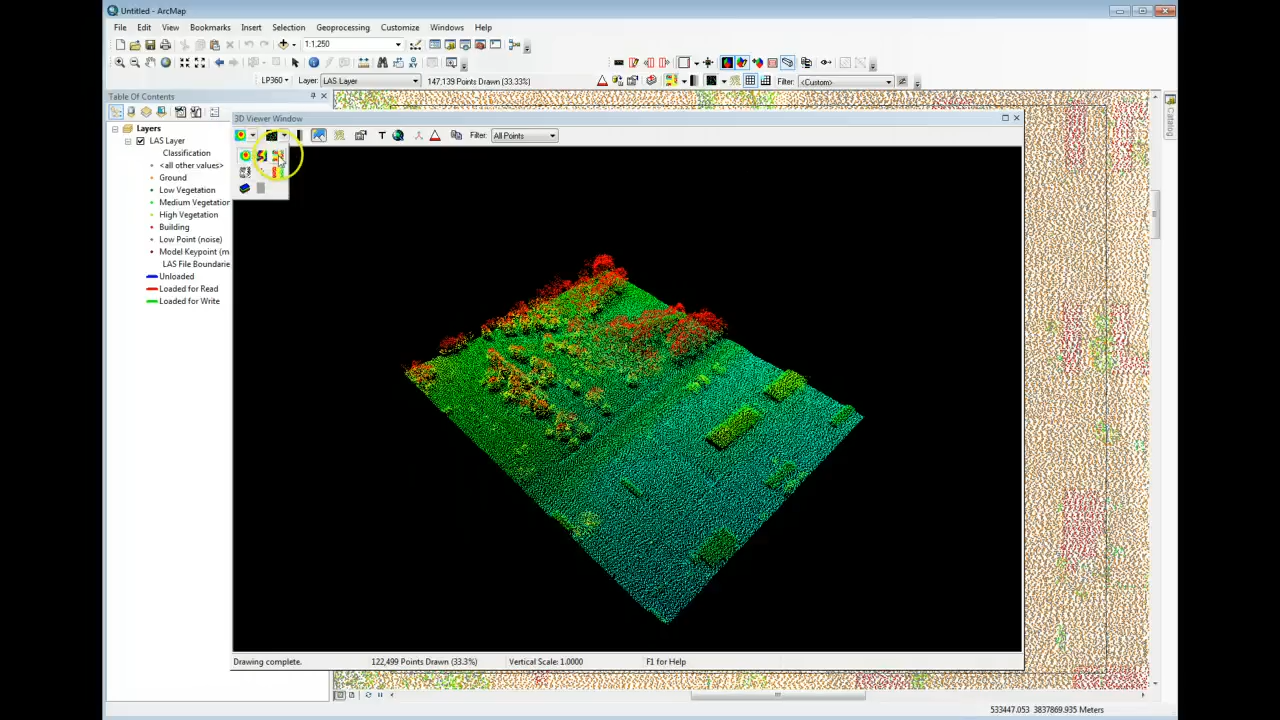 Untitled - ArcMap
File Edit View Bookmarks Insert Selection Geoprocessing Customize Windows Help
1:1,250
LP360 Layer: LAS Layer 147,139 Points Drawn (33.33%) Filter: <Custom>
Table Of Contents
3D Viewer Window
Layers
Filter: All Points
LAS Layer
Classification
<all other values>
Ground
Low Vegetation
Medium Vegetation
High Vegetation
Building
Low Point (noise)
Model Keypoint (m
LAS File Boundarie
Unloaded
Loaded for Read
Loaded for Write
Catalog
Drawing complete. 122,499 Points Drawn (33.3%) Vertical Scale: 1.0000 F1 for Help
533447.053 3837869.935 Meters